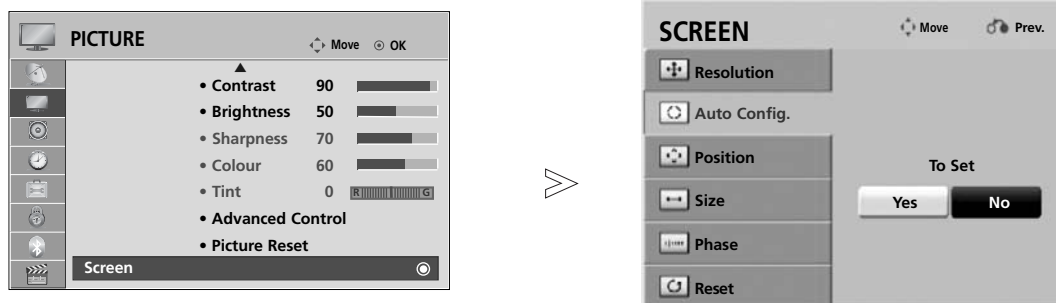 PICTURE
Move
OK
• Contrast 90
• Brightness 50
• Sharpness 70
• Colour 60
• Tint 0 R G
• Advanced Control
• Picture Reset
Screen
SCREEN
Move
Prev.
Resolution
Auto Config.
Position
Size
Phase
Reset
To Set
Yes No